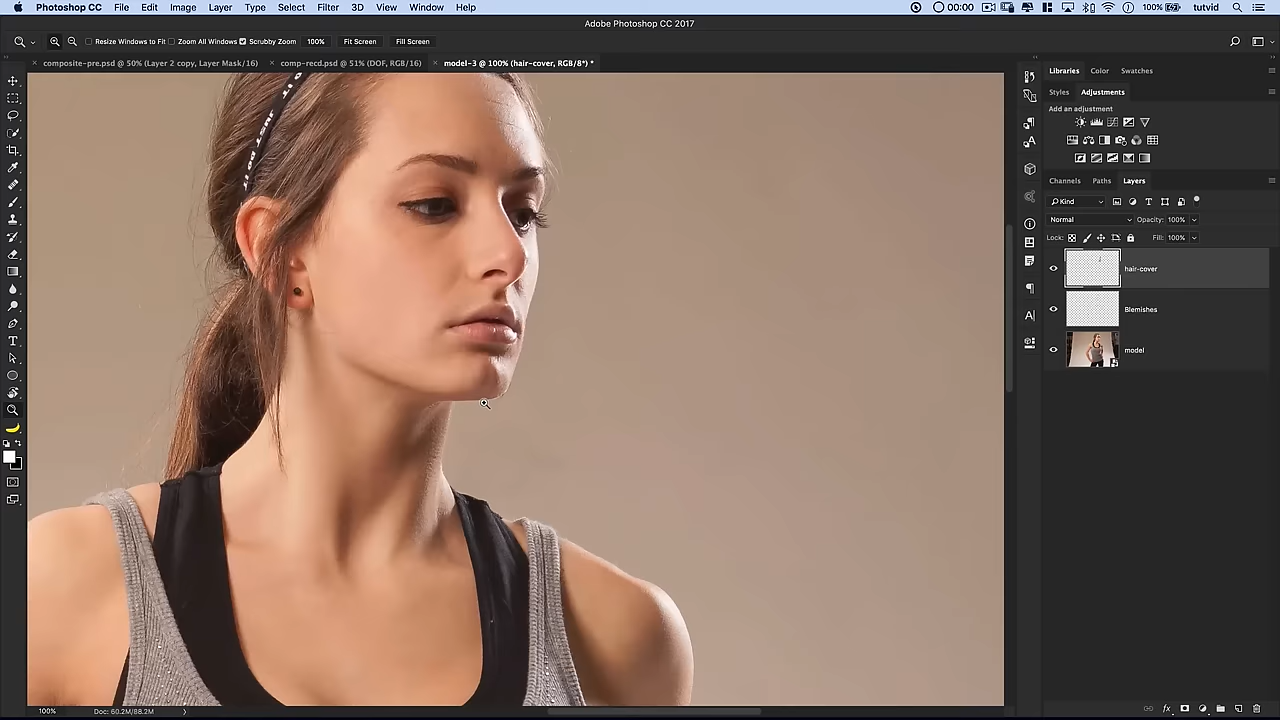 Photoshop CC File Edit Image Layer Type Select Filter 3D View Window Help 00:00 100% tutvid
Adobe Photoshop CC 2017
Resize Windows to Fit Zoom All Windows Scrubby Zoom 100% Fit Screen Fill Screen
composite-pre.psd @ 50% (Layer 2 copy, Layer Mask/16) comp-recd.psd @ 51% (DOF, RGB/16) model-3 @ 100% (hair-cover, RGB/8*) *
Libraries Color Swatches
Styles Adjustments
Add an adjustment
Channels Paths Layers
Kind
Normal Opacity: 100%
Lock: Fill: 100%
hair-cover
Blemishes
model
JUST DO IT
100% Doc: 60.2M/88.2M